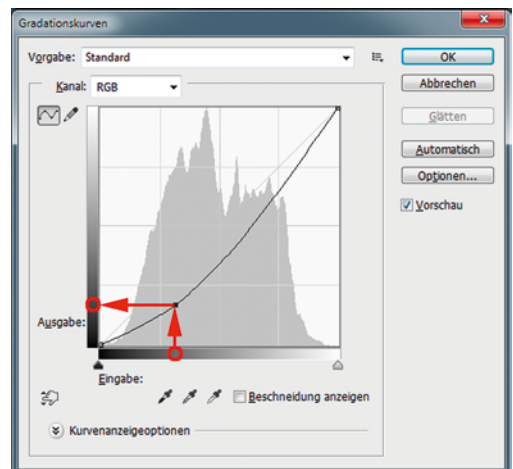 Gradationskurven
Vorgabe: Standard
OK
Kanal: RGB
Abbrechen
Glätten
Automatisch
Optionen...
Vorschau
Ausgabe:
Eingabe:
Beschneidung anzeigen
Kurvenanzeigeoptionen